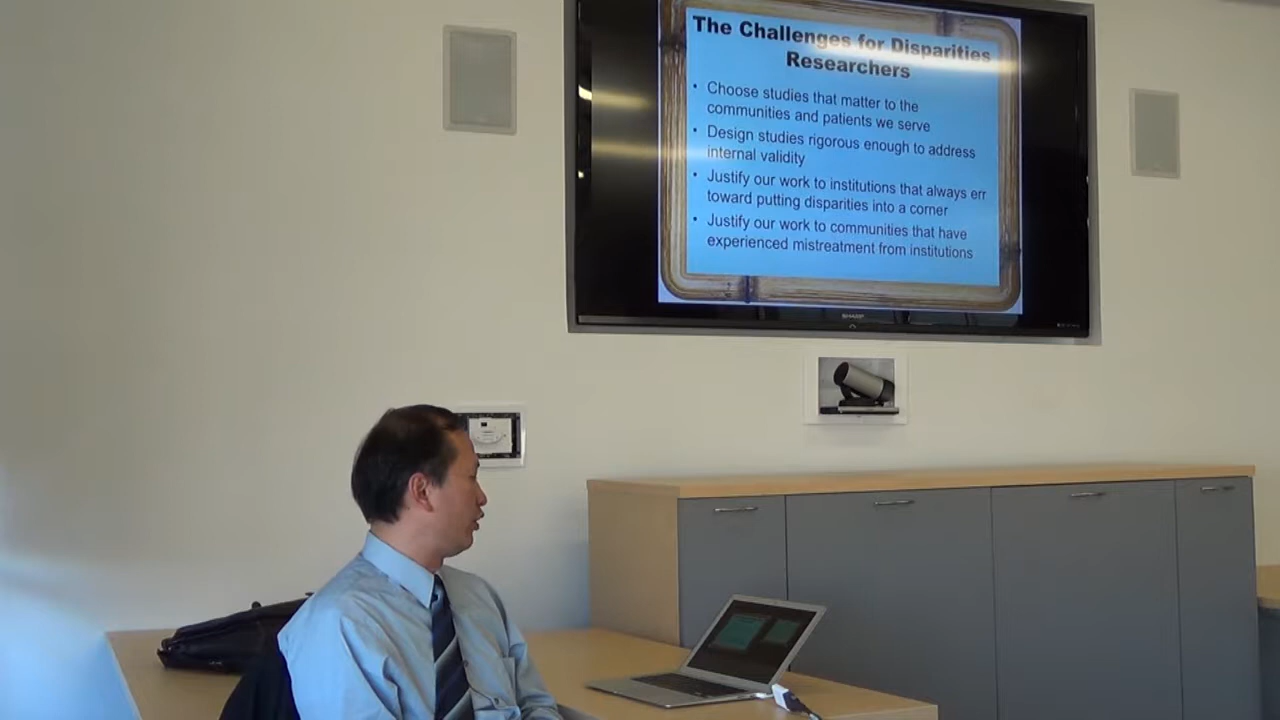 The Challenges for Disparities
Researchers
• Choose studies that matter to the
communities and patients we serve
• Design studies rigorous enough to address
internal validity
• Justify our work to institutions that always err
toward putting disparities into a corner
• Justify our work to communities that have
experienced mistreatment from institutions
SHARP